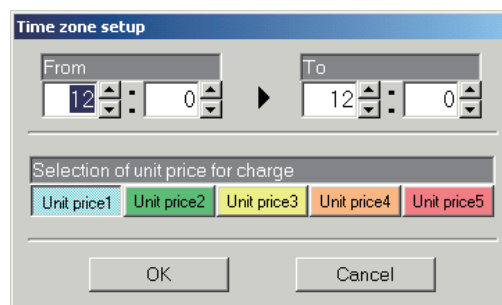 Time zone setup
From To
12 : 0 12 : 0
Selection of unit price for charge
Unit price1 Unit price2 Unit price3 Unit price4 Unit price5
OK Cancel